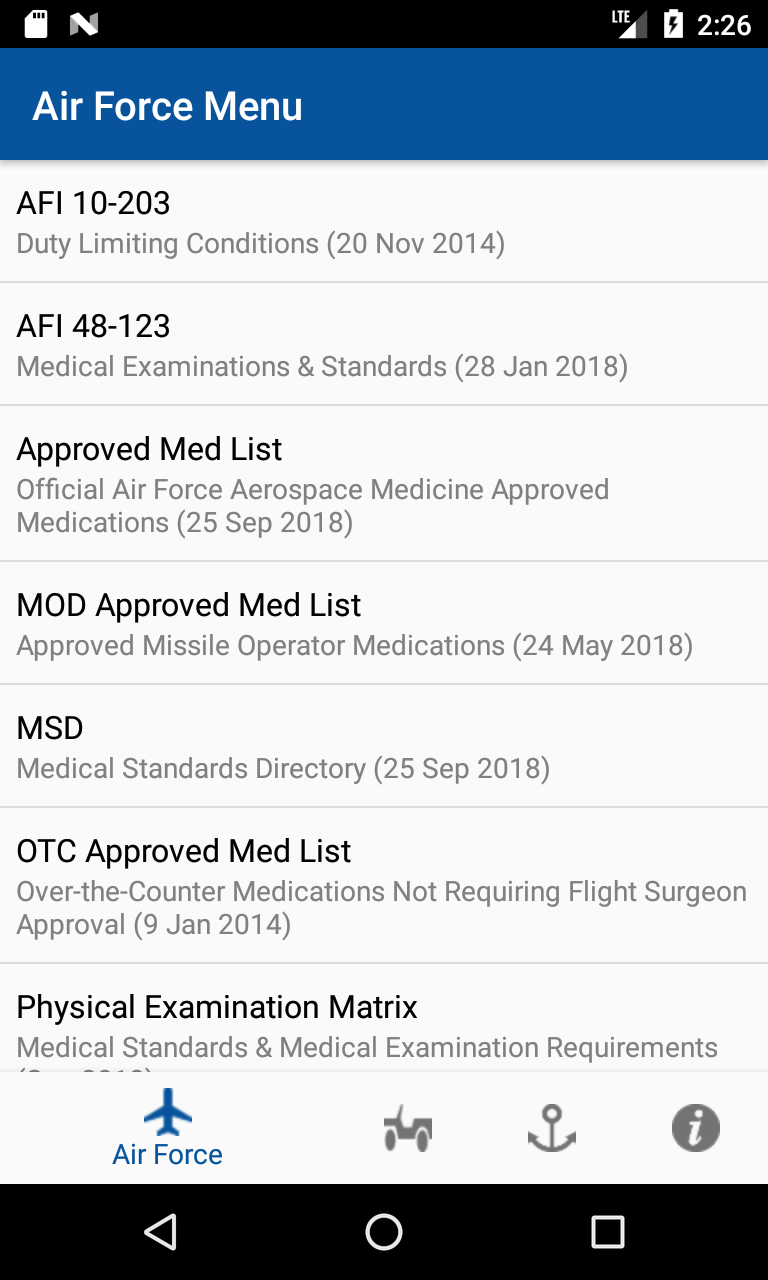 LTE 2:26
Air Force Menu
AFI 10-203
Duty Limiting Conditions (20 Nov 2014)
AFI 48-123
Medical Examinations & Standards (28 Jan 2018)
Approved Med List
Official Air Force Aerospace Medicine Approved
Medications (25 Sep 2018)
MOD Approved Med List
Approved Missile Operator Medications (24 May 2018)
MSD
Medical Standards Directory (25 Sep 2018)
OTC Approved Med List
Over-the-Counter Medications Not Requiring Flight Surgeon
Approval (9 Jan 2014)
Physical Examination Matrix
Medical Standards & Medical Examination Requirements
Air Force